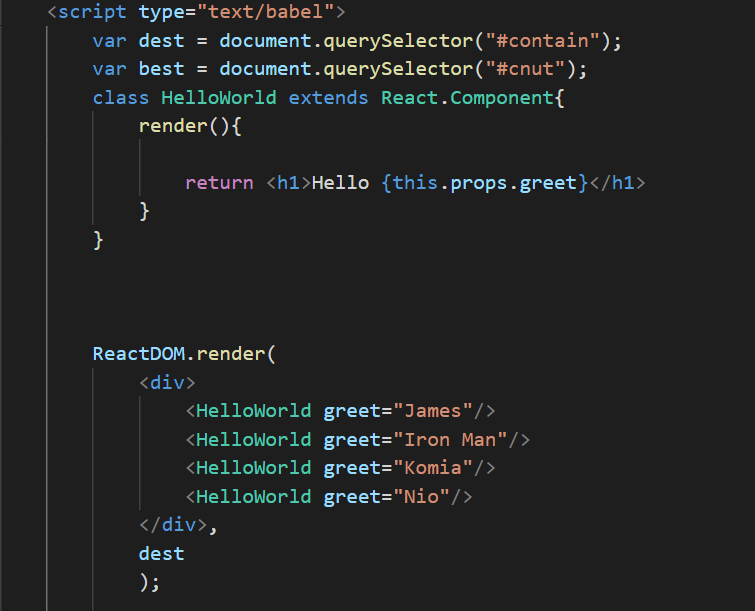 <script type="text/babel">
var dest = document.querySelector("#contain");
var best = document.querySelector("#cnut");
class HelloWorld extends React.Component{
render(){
return <h1>Hello {this.props.greet}</h1>
}
}
ReactDOM.render(
<div>
<HelloWorld greet="James"/>
<HelloWorld greet="Iron Man"/>
<HelloWorld greet="Komia"/>
<HelloWorld greet="Nio"/>
</div>,
dest
);